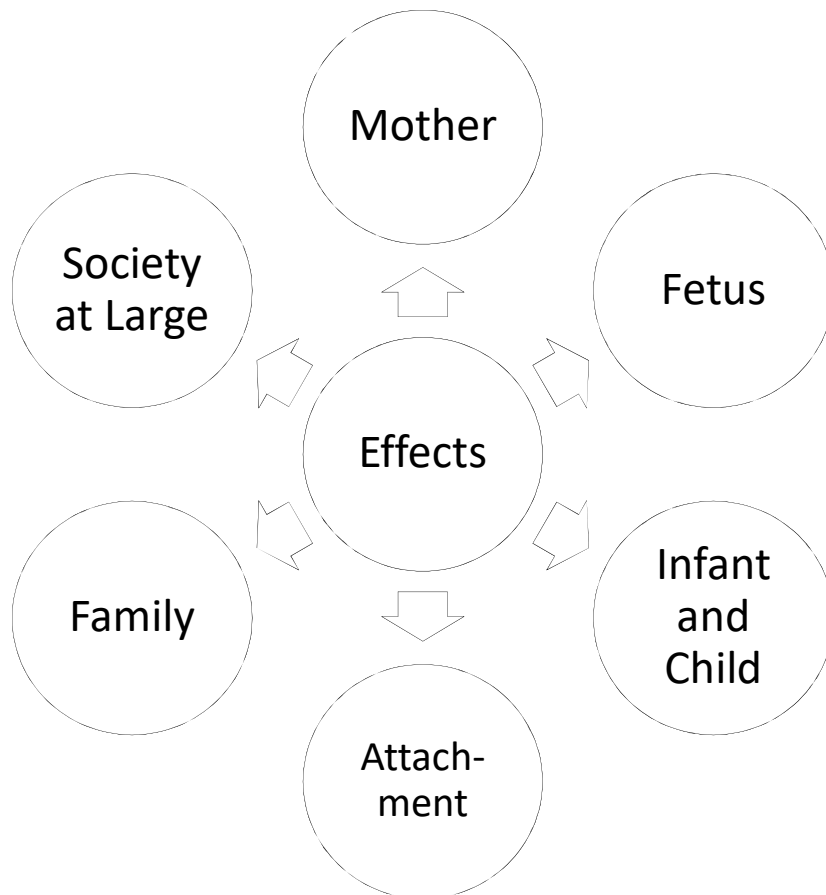 Mother
Fetus
Infant
and
Child
Attach-
ment
Family
Society
at Large
Effects